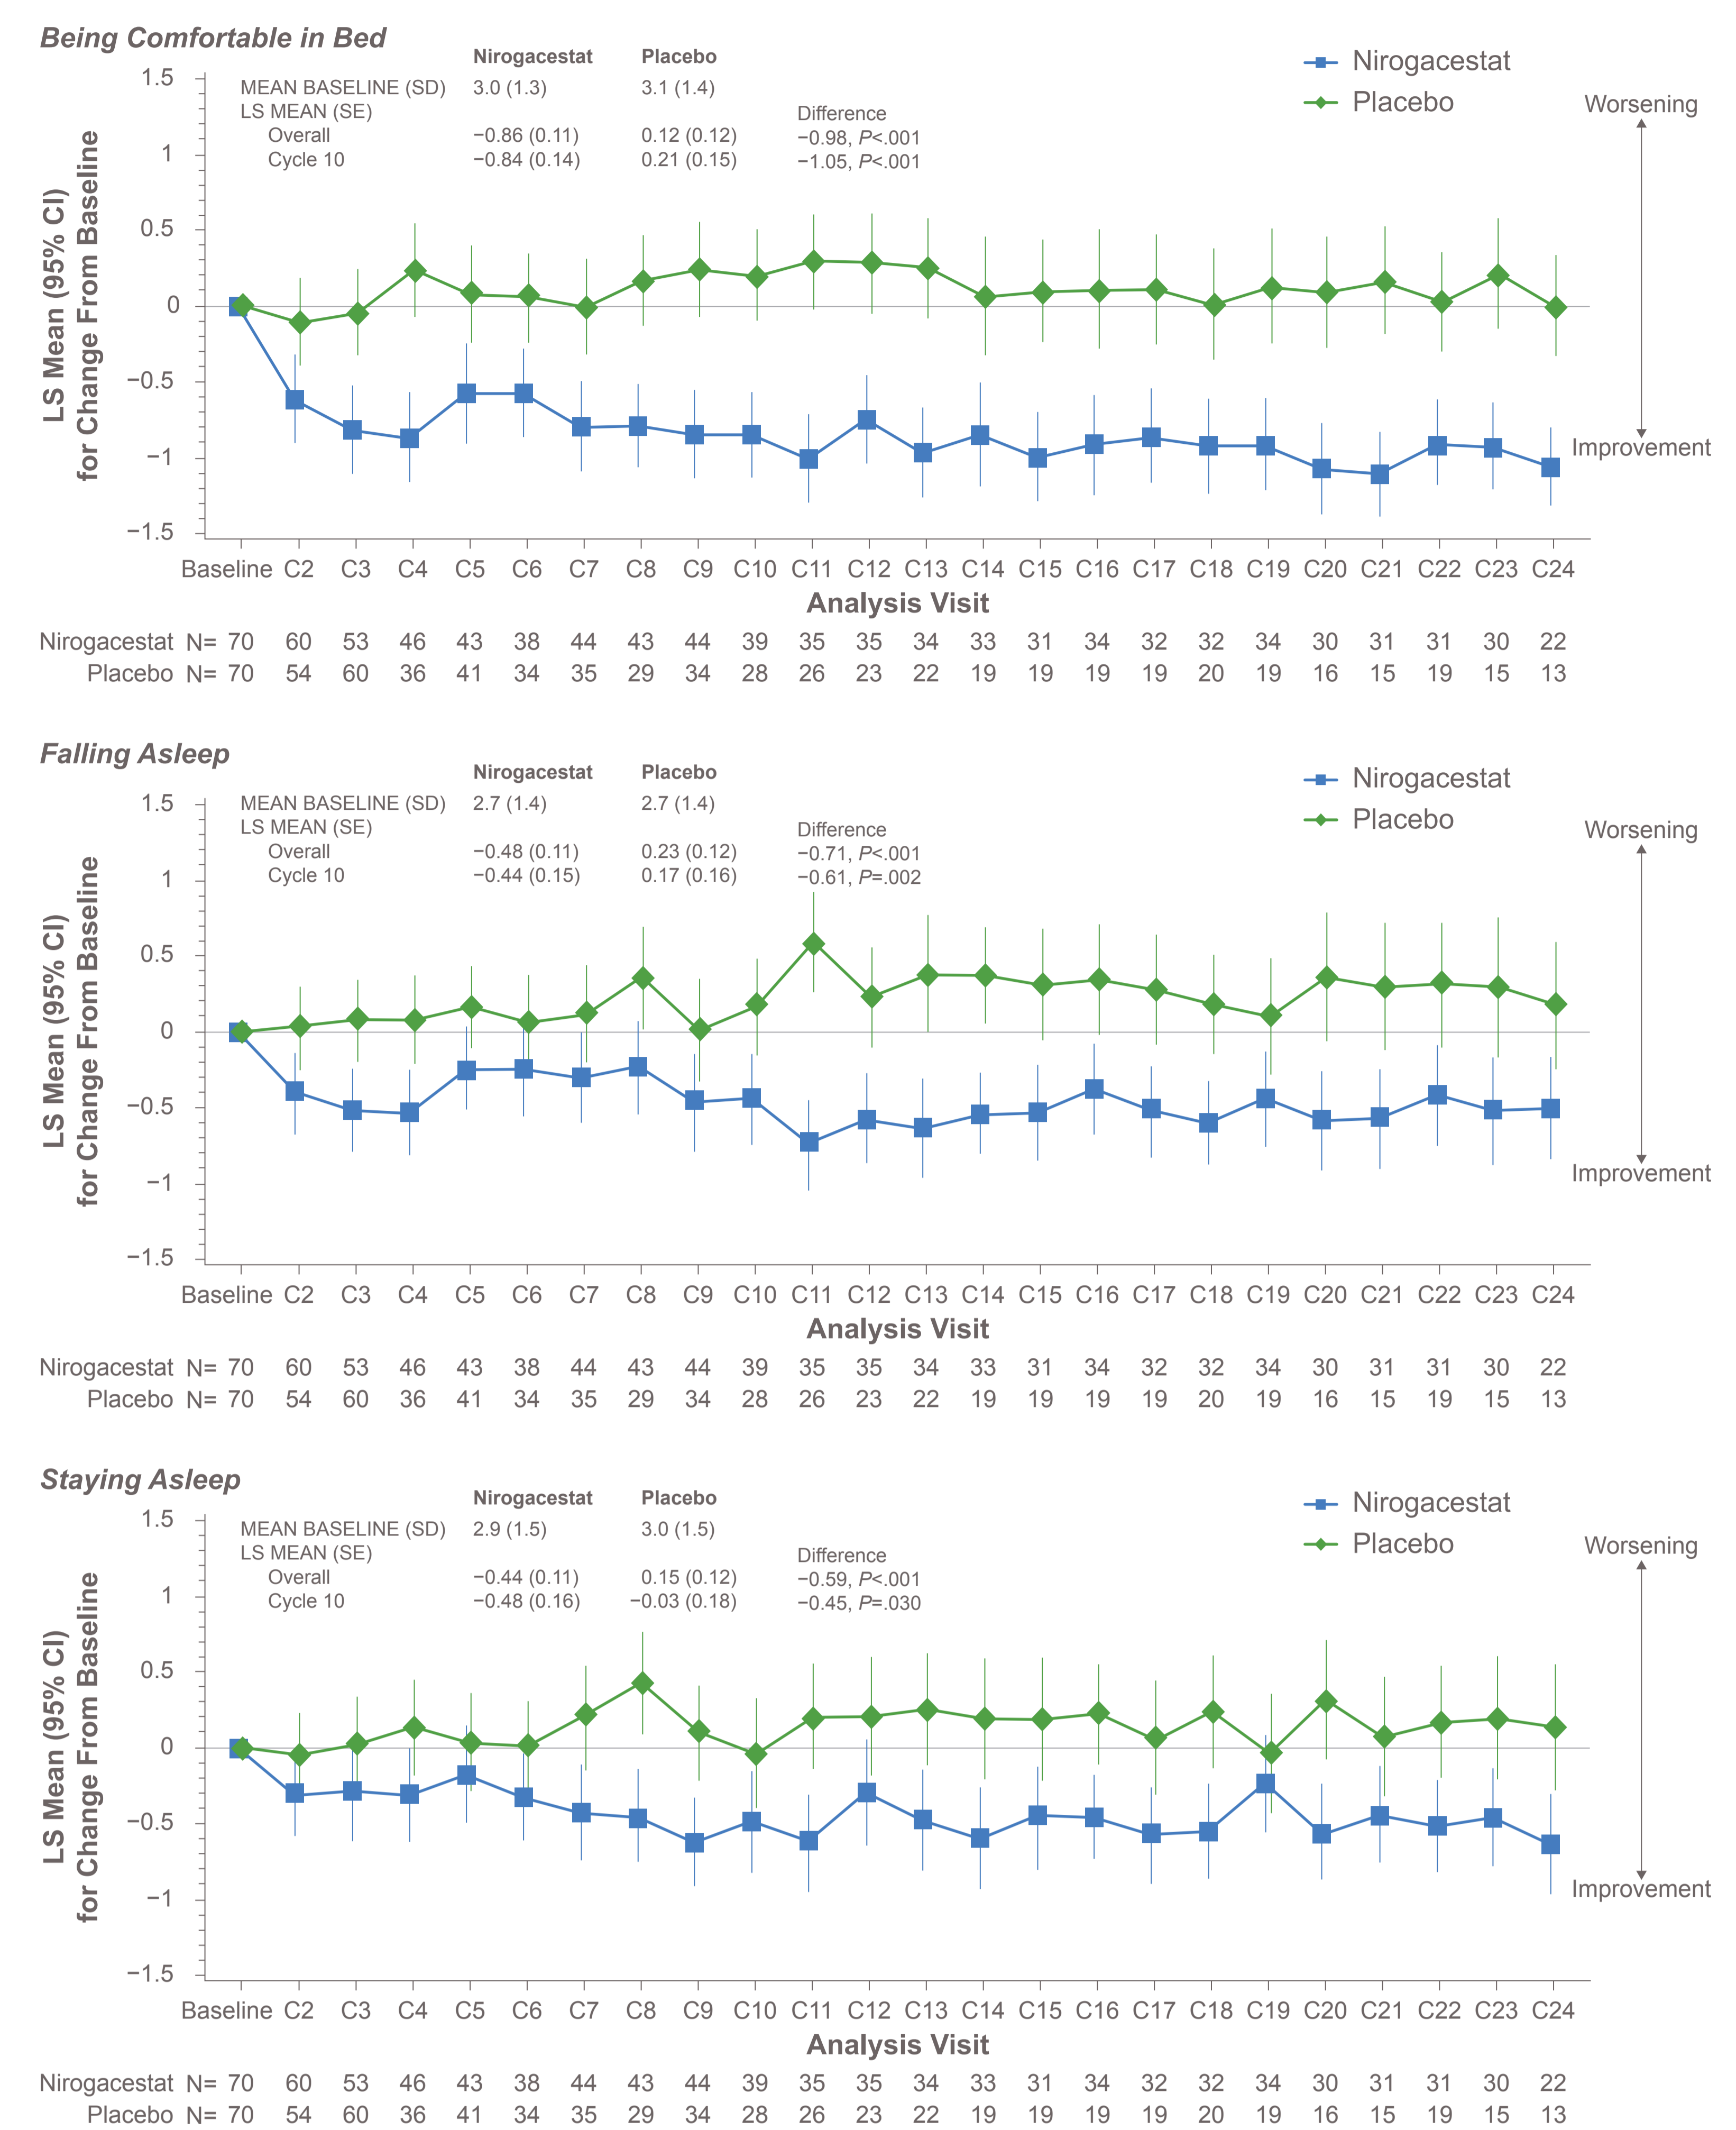 Being Comfortable in Bed
Nirogacestat Placebo
MEAN BASELINE (SD) 3.0 (1.3) 3.1 (1.4)
LS MEAN (SE) Difference
Overall −0.86 (0.11) 0.12 (0.12) −0.98, P<.001
Cycle 10 −0.84 (0.14) 0.21 (0.15) −1.05, P<.001
Nirogacestat
Placebo
Worsening
Improvement
LS Mean (95% CI)
for Change From Baseline
1.5
1
0.5
0
−0.5
−1
−1.5
Baseline C2 C3 C4 C5 C6 C7 C8 C9 C10 C11 C12 C13 C14 C15 C16 C17 C18 C19 C20 C21 C22 C23 C24
Analysis Visit
Nirogacestat N= 70 60 53 46 43 38 44 43 44 39 35 35 34 33 31 34 32 32 34 30 31 31 30 22
Placebo N= 70 54 60 36 41 34 35 29 34 28 26 23 22 19 19 19 19 20 19 16 15 19 15 13
Falling Asleep
Nirogacestat Placebo
MEAN BASELINE (SD) 2.7 (1.4) 2.7 (1.4)
LS MEAN (SE) Difference
Overall −0.48 (0.11) 0.23 (0.12) −0.71, P<.001
Cycle 10 −0.44 (0.15) 0.17 (0.16) −0.61, P=.002
Nirogacestat
Placebo
Worsening
Improvement
LS Mean (95% CI)
for Change From Baseline
1.5
1
0.5
0
−0.5
−1
−1.5
Baseline C2 C3 C4 C5 C6 C7 C8 C9 C10 C11 C12 C13 C14 C15 C16 C17 C18 C19 C20 C21 C22 C23 C24
Analysis Visit
Nirogacestat N= 70 60 53 46 43 38 44 43 44 39 35 35 34 33 31 34 32 32 34 30 31 31 30 22
Placebo N= 70 54 60 36 41 34 35 29 34 28 26 23 22 19 19 19 19 20 19 16 15 19 15 13
Staying Asleep
Nirogacestat Placebo
MEAN BASELINE (SD) 2.9 (1.5) 3.0 (1.5)
LS MEAN (SE) Difference
Overall −0.44 (0.11) 0.15 (0.12) −0.59, P<.001
Cycle 10 −0.48 (0.16) −0.03 (0.18) −0.45, P=.030
Nirogacestat
Placebo
Worsening
Improvement
LS Mean (95% CI)
for Change From Baseline
1.5
1
0.5
0
−0.5
−1
−1.5
Baseline C2 C3 C4 C5 C6 C7 C8 C9 C10 C11 C12 C13 C14 C15 C16 C17 C18 C19 C20 C21 C22 C23 C24
Analysis Visit
Nirogacestat N= 70 60 53 46 43 38 44 43 44 39 35 35 34 33 31 34 32 32 34 30 31 31 30 22
Placebo N= 70 54 60 36 41 34 35 29 34 28 26 23 22 19 19 19 19 20 19 16 15 19 15 13